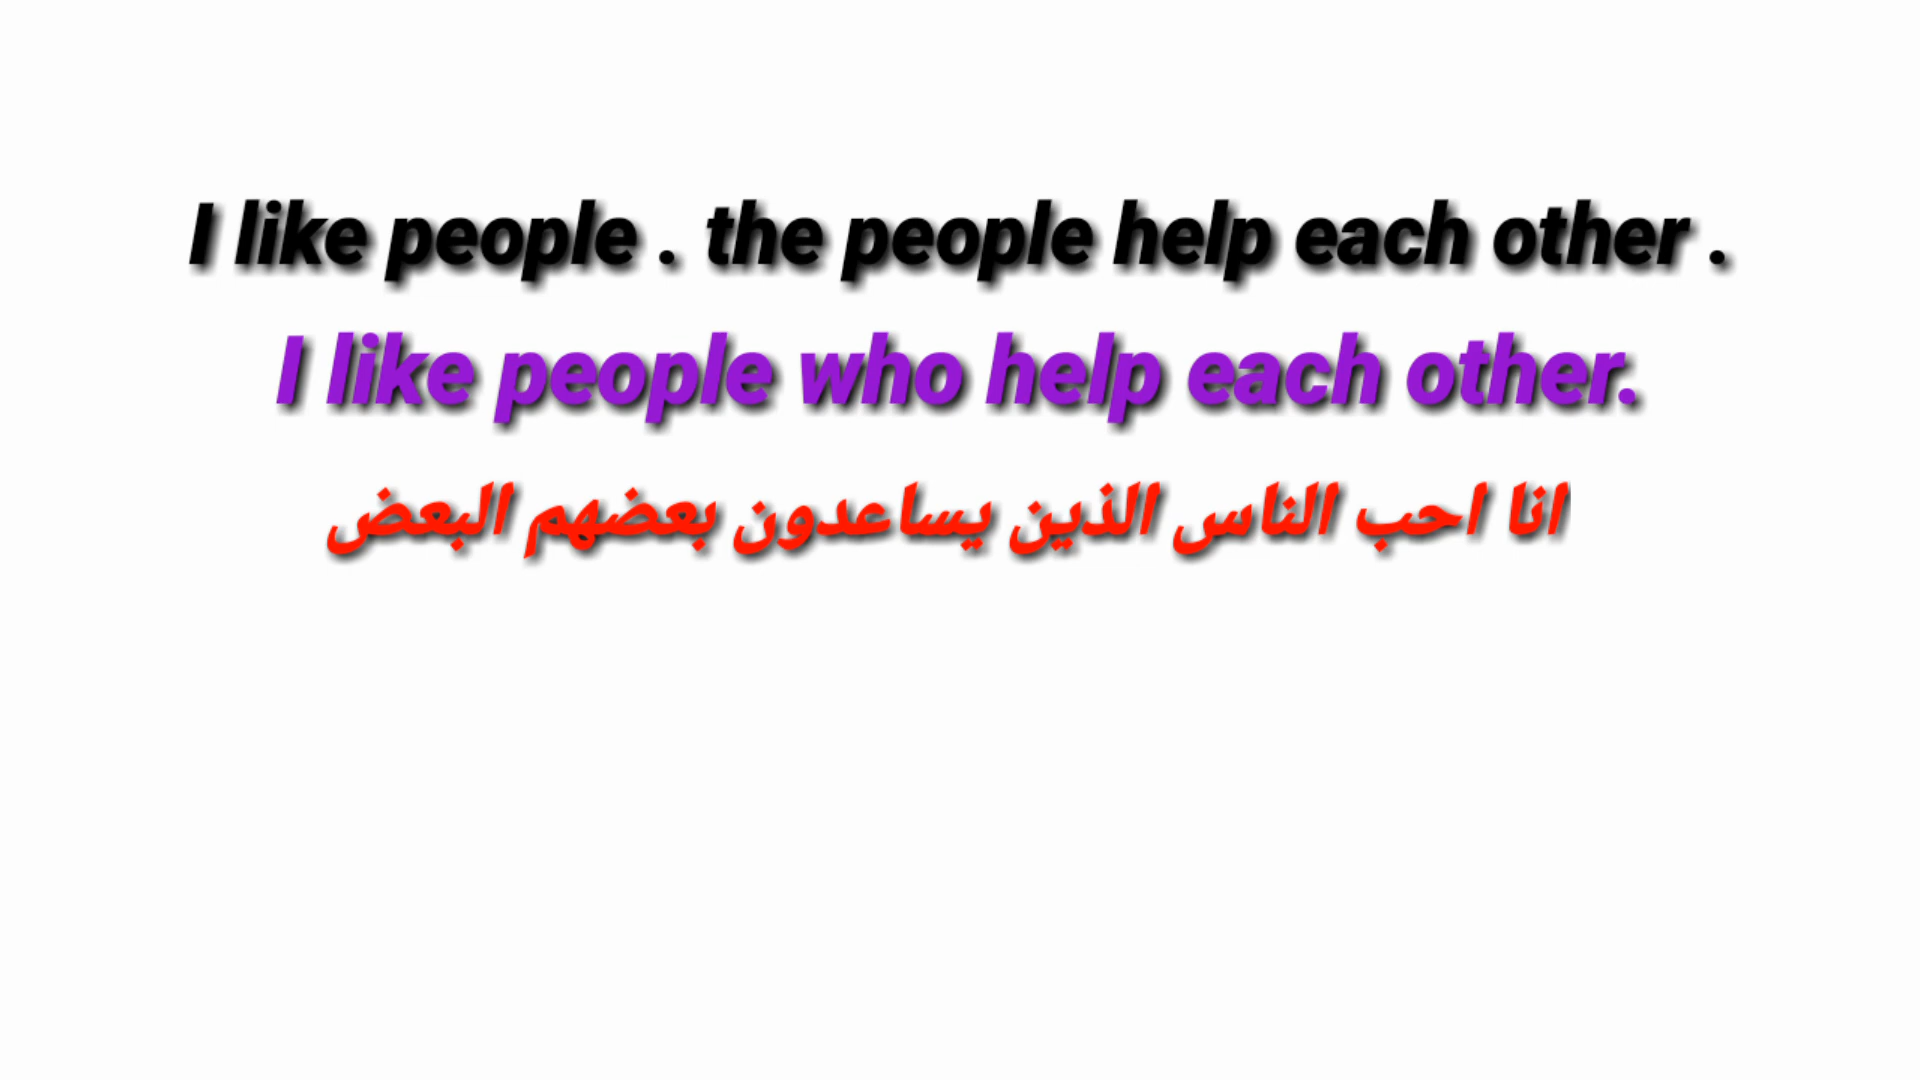 I like people . the people help each other .
I like people who help each other.
انا احب الناس الذين يساعدون بعضهم البعض